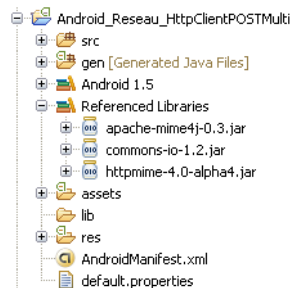 Android_Reseau_HttpClientPOSTMulti
src
gen [Generated Java Files]
Android 1.5
Referenced Libraries
apache-mime4j-0.3.jar
commons-io-1.2.jar
httpmime-4.0-alpha4.jar
assets
lib
res
AndroidManifest.xml
default.properties